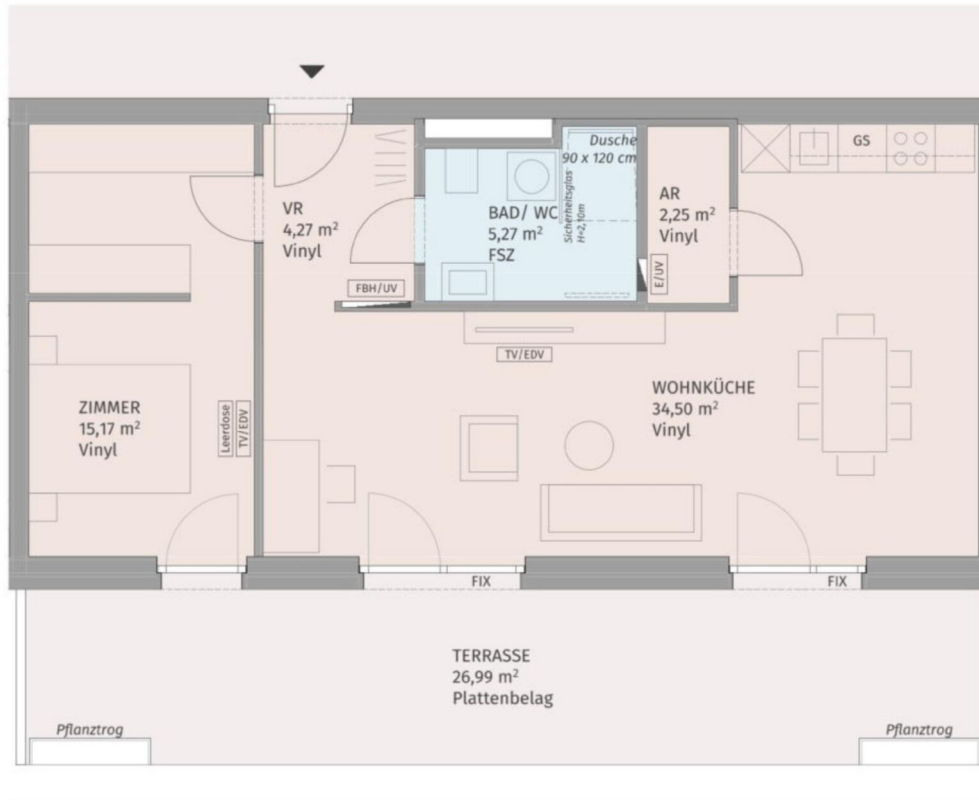 GS
Dusche
90 x 120 cm
Sicherheitsglas
H=2,10m
VR
4,27 m²
Vinyl
BAD/ WC
5,27 m²
FSZ
AR
2,25 m²
Vinyl
E/UV
FBH/UV
TV/EDV
WOHNKÜCHE
34,50 m²
Vinyl
ZIMMER
15,17 m²
Vinyl
Leerdose
TV/EDV
FIX
FIX
TERRASSE
26,99 m²
Plattenbelag
Pflanztrog
Pflanztrog